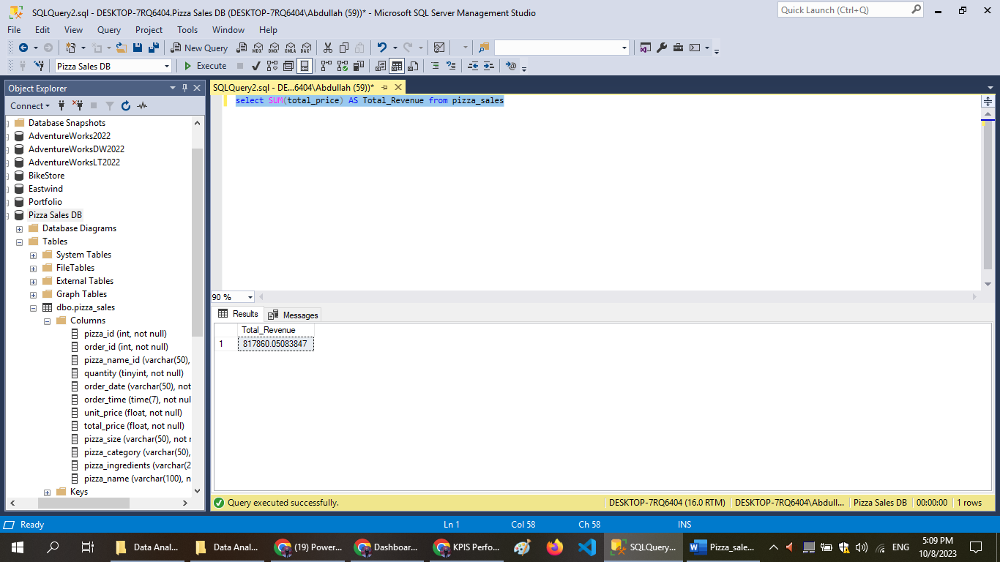 SQLQuery2.sql - DESKTOP-7RQ6404.Pizza Sales DB (DESKTOP-7RQ6404\Abdullah (59))* - Microsoft SQL Server Management Studio
Quick Launch (Ctrl+Q)
File Edit View Query Project Tools Window Help
New Query MDX DMX XMLA DAX
Pizza Sales DB Execute
Object Explorer
Connect
Database Snapshots
AdventureWorks2022
AdventureWorksDW2022
AdventureWorksLT2022
BikeStore
Eastwind
Portfolio
Pizza Sales DB
Database Diagrams
Tables
System Tables
FileTables
External Tables
Graph Tables
dbo.pizza_sales
Columns
pizza_id (int, not null)
order_id (int, not null)
pizza_name_id (varchar(50),
quantity (tinyint, not null)
order_date (varchar(50), not
order_time (time(7), not nul
unit_price (float, not null)
total_price (float, not null)
pizza_size (varchar(50), not r
pizza_category (varchar(50),
pizza_ingredients (varchar(2
pizza_name (varchar(100), n
Keys
SQLQuery2.sql - DE...6404\Abdullah (59))*
select SUM(total_price) AS Total_Revenue from pizza_sales
90 %
Results Messages
Total_Revenue
1 817860.05083847
Query executed successfully. DESKTOP-7RQ6404 (16.0 RTM) DESKTOP-7RQ6404\Abdull... Pizza Sales DB 00:00:00 1 rows
Ready Ln 1 Col 58 Ch 58 INS
Data Anal... Data Anal... (19) Power... Dashboar... KPIS Perfo... SQLQuery... Pizza_sale... ENG
5:09 PM
10/8/2023